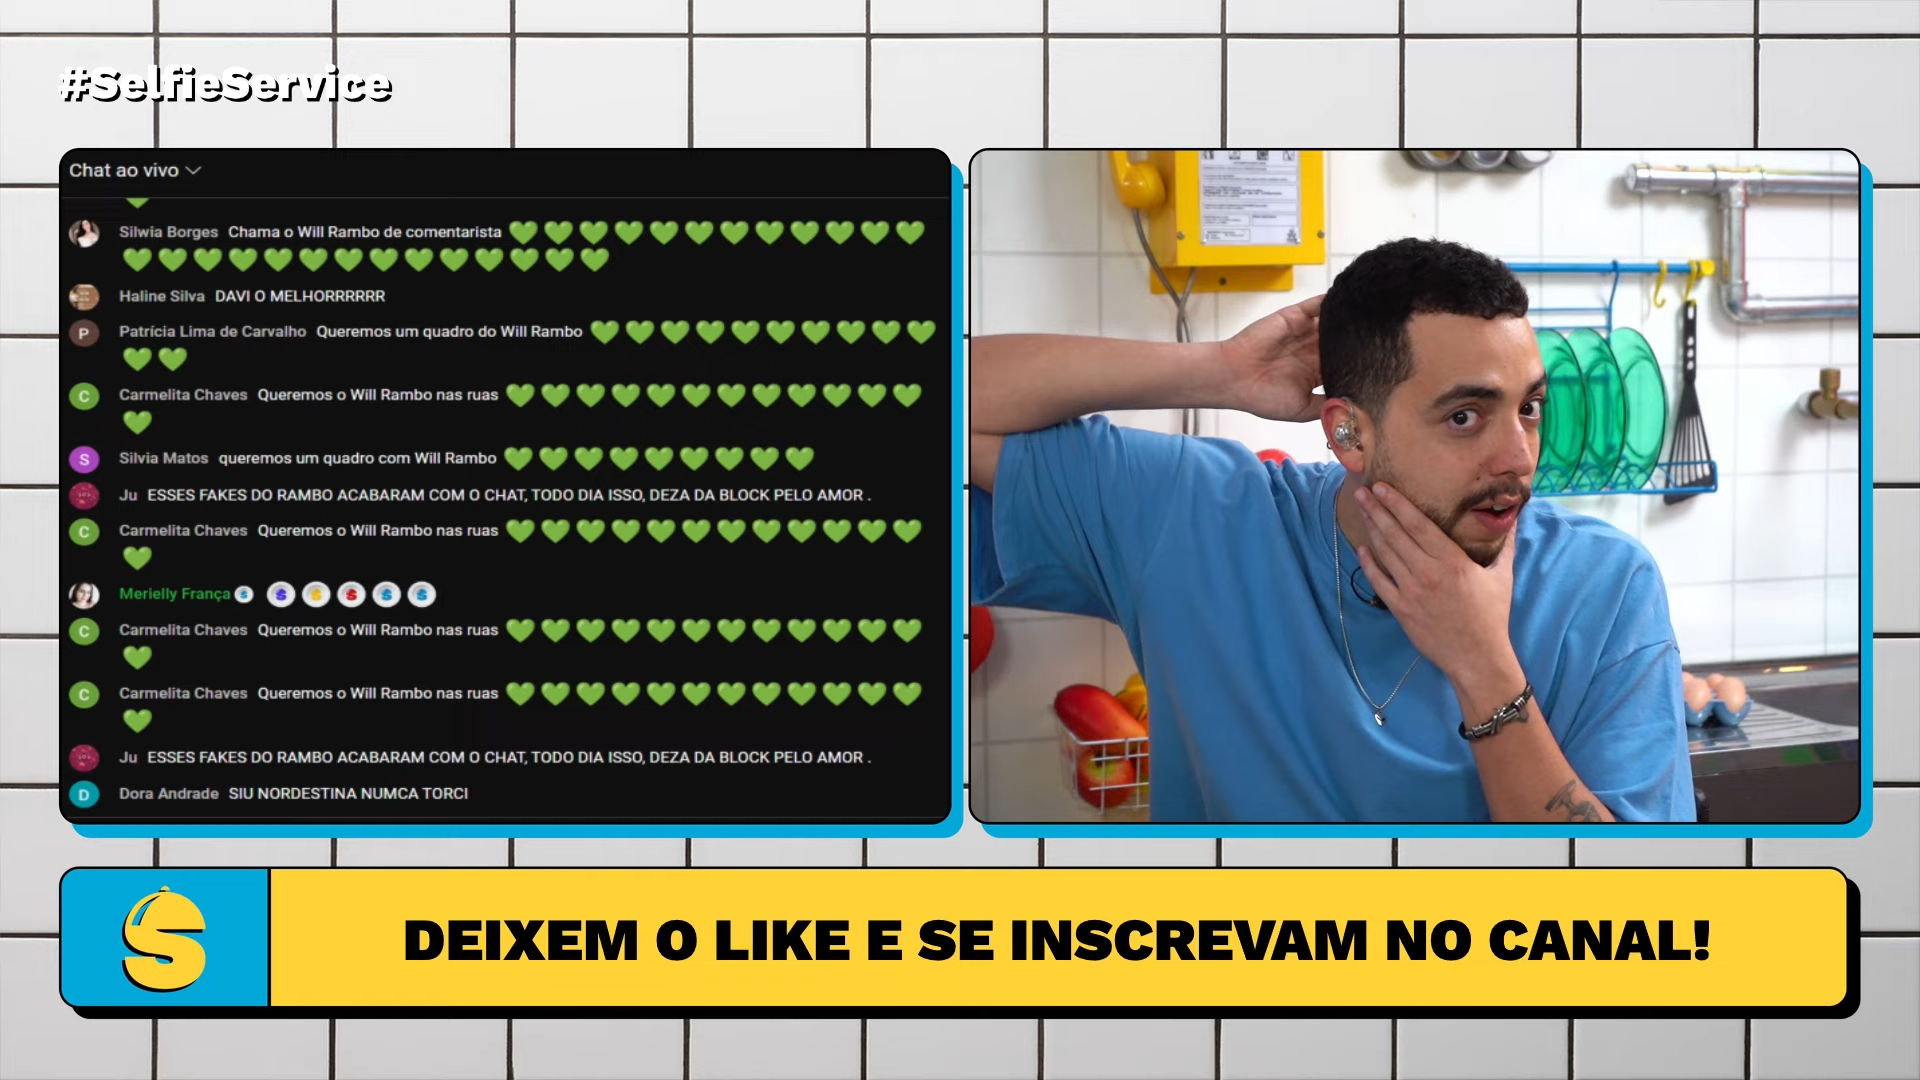 #SelfieService
Chat ao vivo
Silwia Borges Chama o Will Rambo de comentarista 💚💚💚💚💚💚💚💚💚💚💚💚
💚💚💚💚💚💚💚💚💚💚💚💚💚💚
Haline Silva DAVI O MELHORRRRRR
P Patrícia Lima de Carvalho Queremos um quadro do Will Rambo 💚💚💚💚💚💚💚💚💚💚
💚💚
C Carmelita Chaves Queremos o Will Rambo nas ruas 💚💚💚💚💚💚💚💚💚💚💚💚
💚
S Silvia Matos queremos um quadro com Will Rambo 💚💚💚💚💚💚💚💚💚
Ju ESSES FAKES DO RAMBO ACABARAM COM O CHAT, TODO DIA ISSO, DEZA DA BLOCK PELO AMOR .
C Carmelita Chaves Queremos o Will Rambo nas ruas 💚💚💚💚💚💚💚💚💚💚💚💚
💚
Merielly França S S S S S S
C Carmelita Chaves Queremos o Will Rambo nas ruas 💚💚💚💚💚💚💚💚💚💚💚💚
💚
C Carmelita Chaves Queremos o Will Rambo nas ruas 💚💚💚💚💚💚💚💚💚💚💚💚
💚
Ju ESSES FAKES DO RAMBO ACABARAM COM O CHAT, TODO DIA ISSO, DEZA DA BLOCK PELO AMOR .
D Dora Andrade SIU NORDESTINA NUMCA TORCI
S DEIXEM O LIKE E SE INSCREVAM NO CANAL!